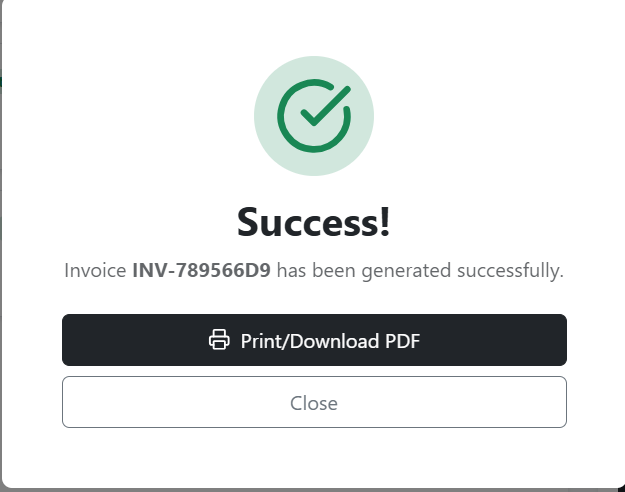 Success!
Invoice INV-789566D9 has been generated successfully.
Print/Download PDF
Close